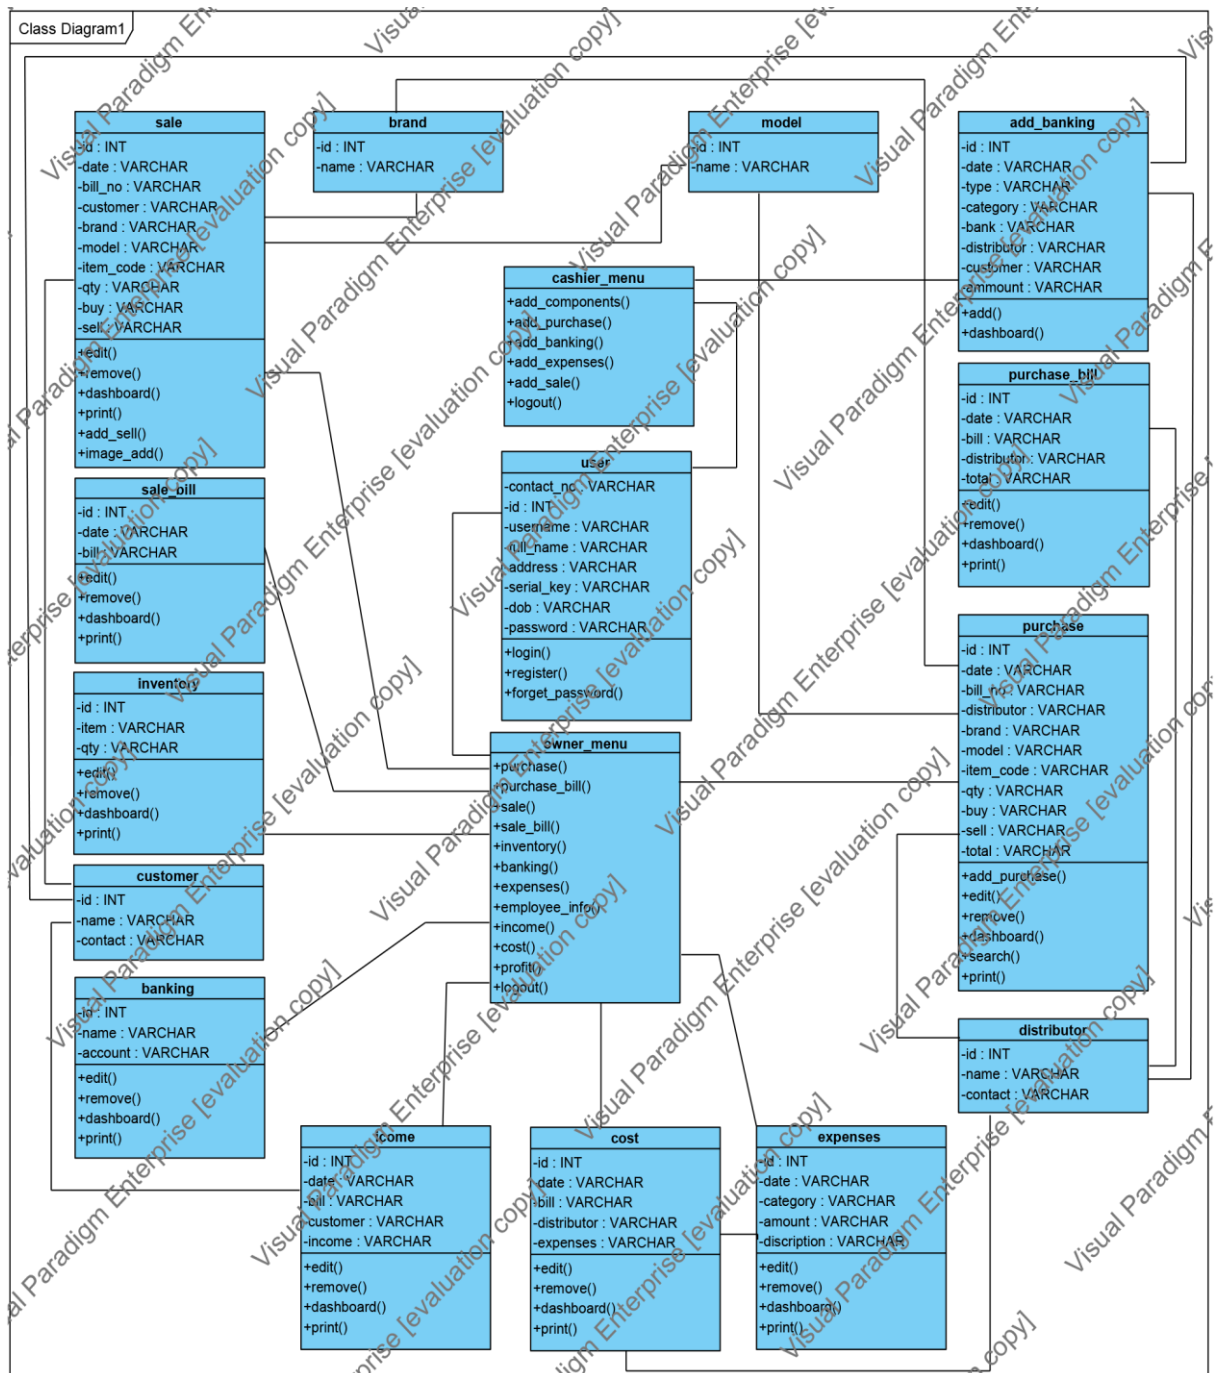 Class Diagram1
sale
-id : INT
-date : VARCHAR
-bill_no : VARCHAR
-customer : VARCHAR
-brand : VARCHAR
-model : VARCHAR
-item_code : VARCHAR
-qty : VARCHAR
-buy : VARCHAR
-sell : VARCHAR
+edit()
+remove()
+dashboard()
+print()
+add_sell()
+image_add()
brand
-id : INT
-name : VARCHAR
model
-id : INT
-name : VARCHAR
add_banking
-id : INT
-date : VARCHAR
-type : VARCHAR
-category : VARCHAR
-bank : VARCHAR
-distributor : VARCHAR
-customer : VARCHAR
-ammount : VARCHAR
+add()
+dashboard()
cashier_menu
+add_components()
+add_purchase()
+add_banking()
+add_expenses()
+add_sale()
+logout()
purchase_bill
-id : INT
-date : VARCHAR
-bill : VARCHAR
-distributor : VARCHAR
-total : VARCHAR
+edit()
+remove()
+dashboard()
+print()
user
-contact_no : VARCHAR
-id : INT
-username : VARCHAR
-full_name : VARCHAR
-address : VARCHAR
-serial_key : VARCHAR
-dob : VARCHAR
-password : VARCHAR
+login()
+register()
+forget_password()
sale_bill
-id : INT
-date : VARCHAR
-bill : VARCHAR
+edit()
+remove()
+dashboard()
+print()
purchase
-id : INT
-date : VARCHAR
-bill_no : VARCHAR
-distributor : VARCHAR
-brand : VARCHAR
-model : VARCHAR
-item_code : VARCHAR
-qty : VARCHAR
-buy : VARCHAR
-sell : VARCHAR
-total : VARCHAR
+add_purchase()
+edit()
+remove()
+dashboard()
+search()
+print()
inventory
-id : INT
-item : VARCHAR
-qty : VARCHAR
+edit()
+remove()
+dashboard()
+print()
owner_menu
+purchase()
+purchase_bill()
+sale()
+sale_bill()
+inventory()
+banking()
+expenses()
+employee_info()
+income()
+cost()
+profit()
+logout()
customer
-id : INT
-name : VARCHAR
-contact : VARCHAR
banking
-id : INT
-name : VARCHAR
-account : VARCHAR
+edit()
+remove()
+dashboard()
+print()
distributor
-id : INT
-name : VARCHAR
-contact : VARCHAR
icome
-id : INT
-date : VARCHAR
-bill : VARCHAR
-customer : VARCHAR
-income : VARCHAR
+edit()
+remove()
+dashboard()
+print()
cost
-id : INT
-date : VARCHAR
-bill : VARCHAR
-distributor : VARCHAR
-expenses : VARCHAR
+edit()
+remove()
+dashboard()
+print()
expenses
-id : INT
-date : VARCHAR
-category : VARCHAR
-amount : VARCHAR
-discription : VARCHAR
+edit()
+remove()
+dashboard()
+print()
Visual Paradigm Enterprise [evaluation copy]